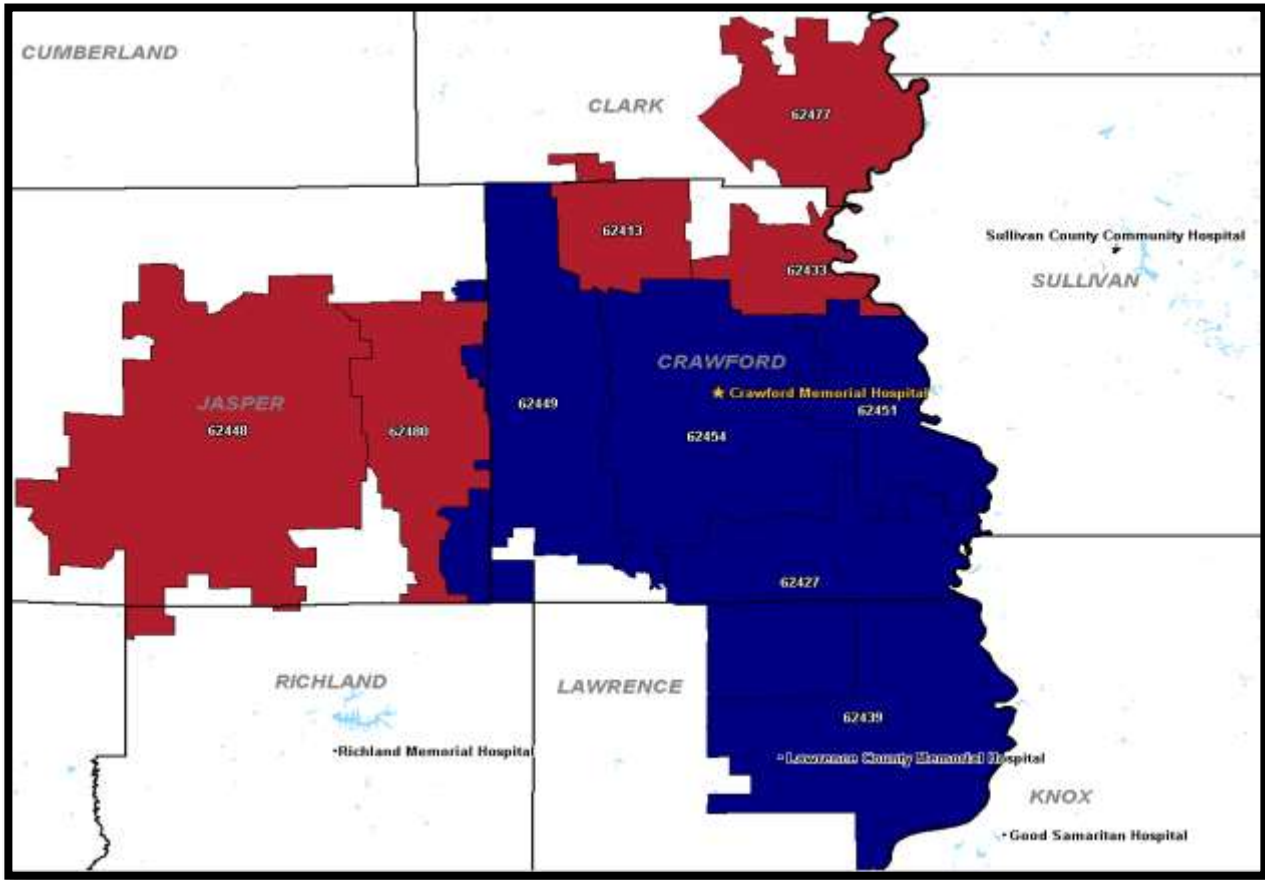 CUMBERLAND
CLARK
62477
62413
Sullivan County Community Hospital
62433
SULLIVAN
CRAWFORD
Crawford Memorial Hospital
JASPER
62449
62451
62448
62480
62454
62427
RICHLAND
LAWRENCE
62439
Richland Memorial Hospital
Lawrence County Memorial Hospital
KNOX
Good Samaritan Hospital